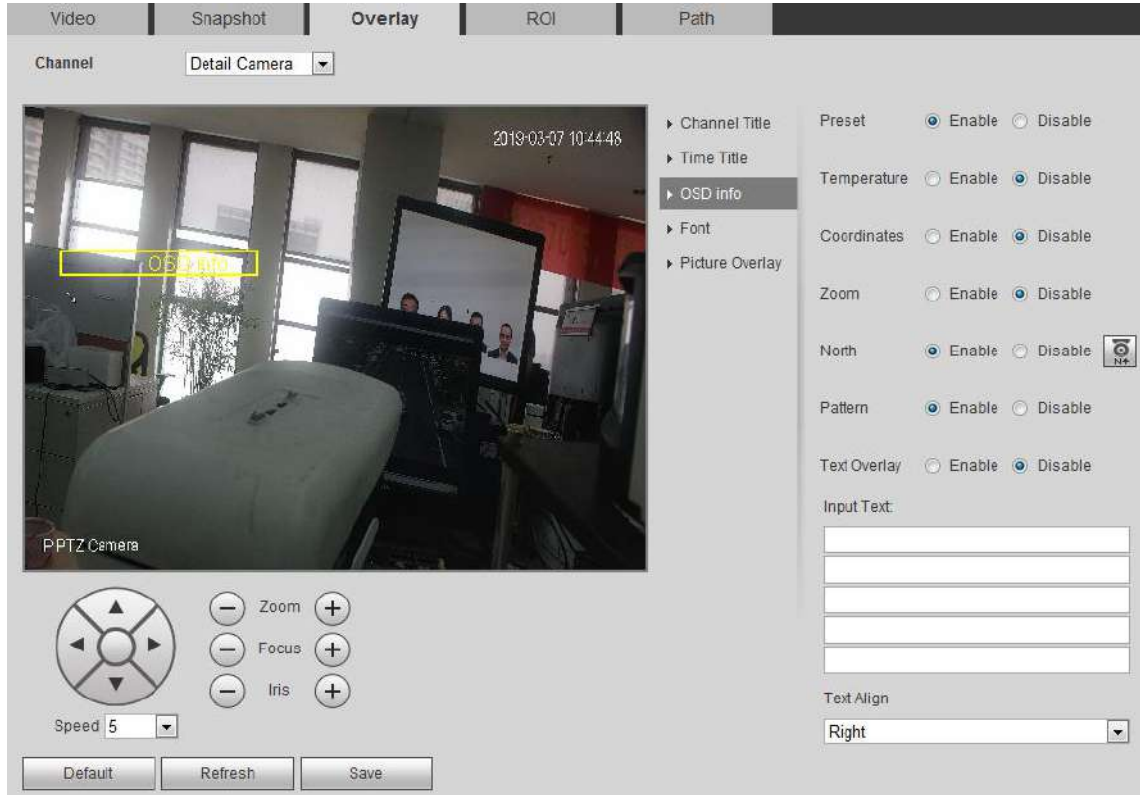 Video Snapshot Overlay ROI Path
Channel Detail Camera
2019-03-07 10:44:48
OSD info
PPTZ Camera
Channel Title
Time Title
OSD info
Font
Picture Overlay
Preset Enable Disable
Temperature Enable Disable
Coordinates Enable Disable
Zoom Enable Disable
North Enable Disable N
Pattern Enable Disable
Text Overlay Enable Disable
Input Text:
Text Align
Right
Zoom
Focus
Iris
Speed 5
Default Refresh Save